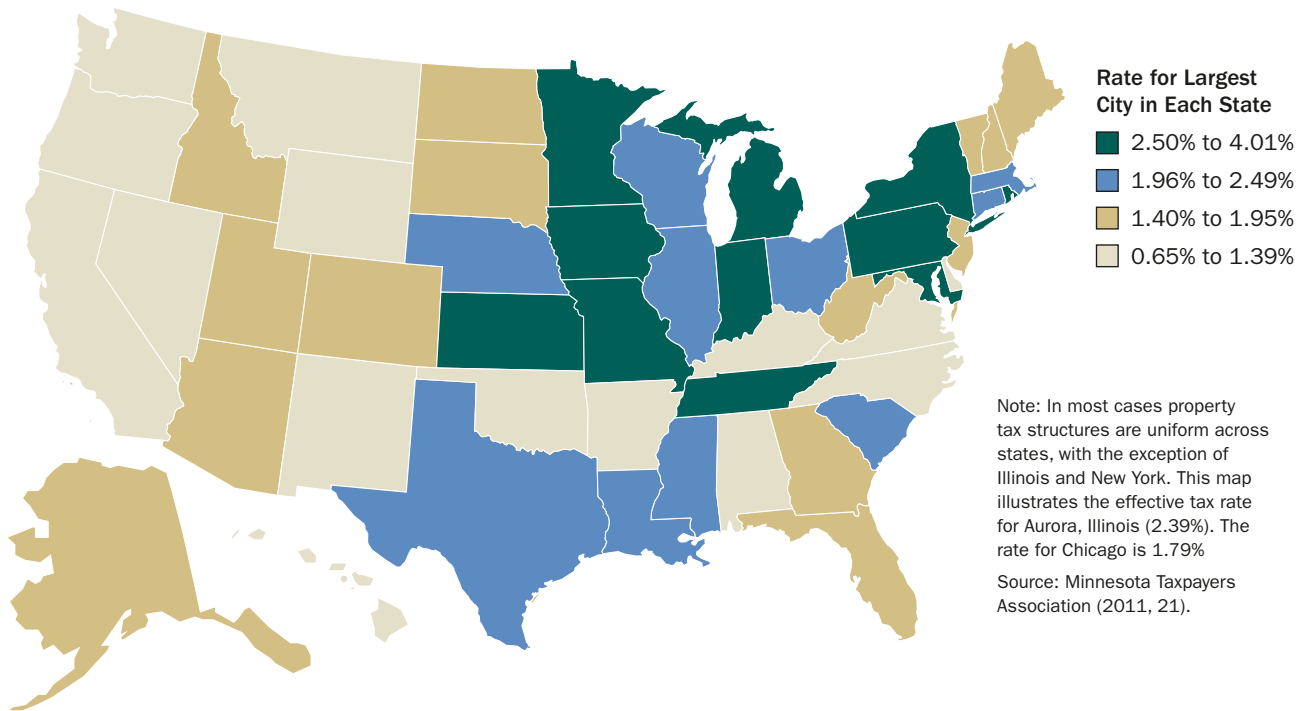 Rate for Largest
City in Each State
2.50% to 4.01%
1.96% to 2.49%
1.40% to 1.95%
0.65% to 1.39%
Note: In most cases property
tax structures are uniform across
states, with the exception of
Illinois and New York. This map
illustrates the effective tax rate
for Aurora, Illinois (2.39%). The
rate for Chicago is 1.79%
Source: Minnesota Taxpayers
Association (2011, 21).